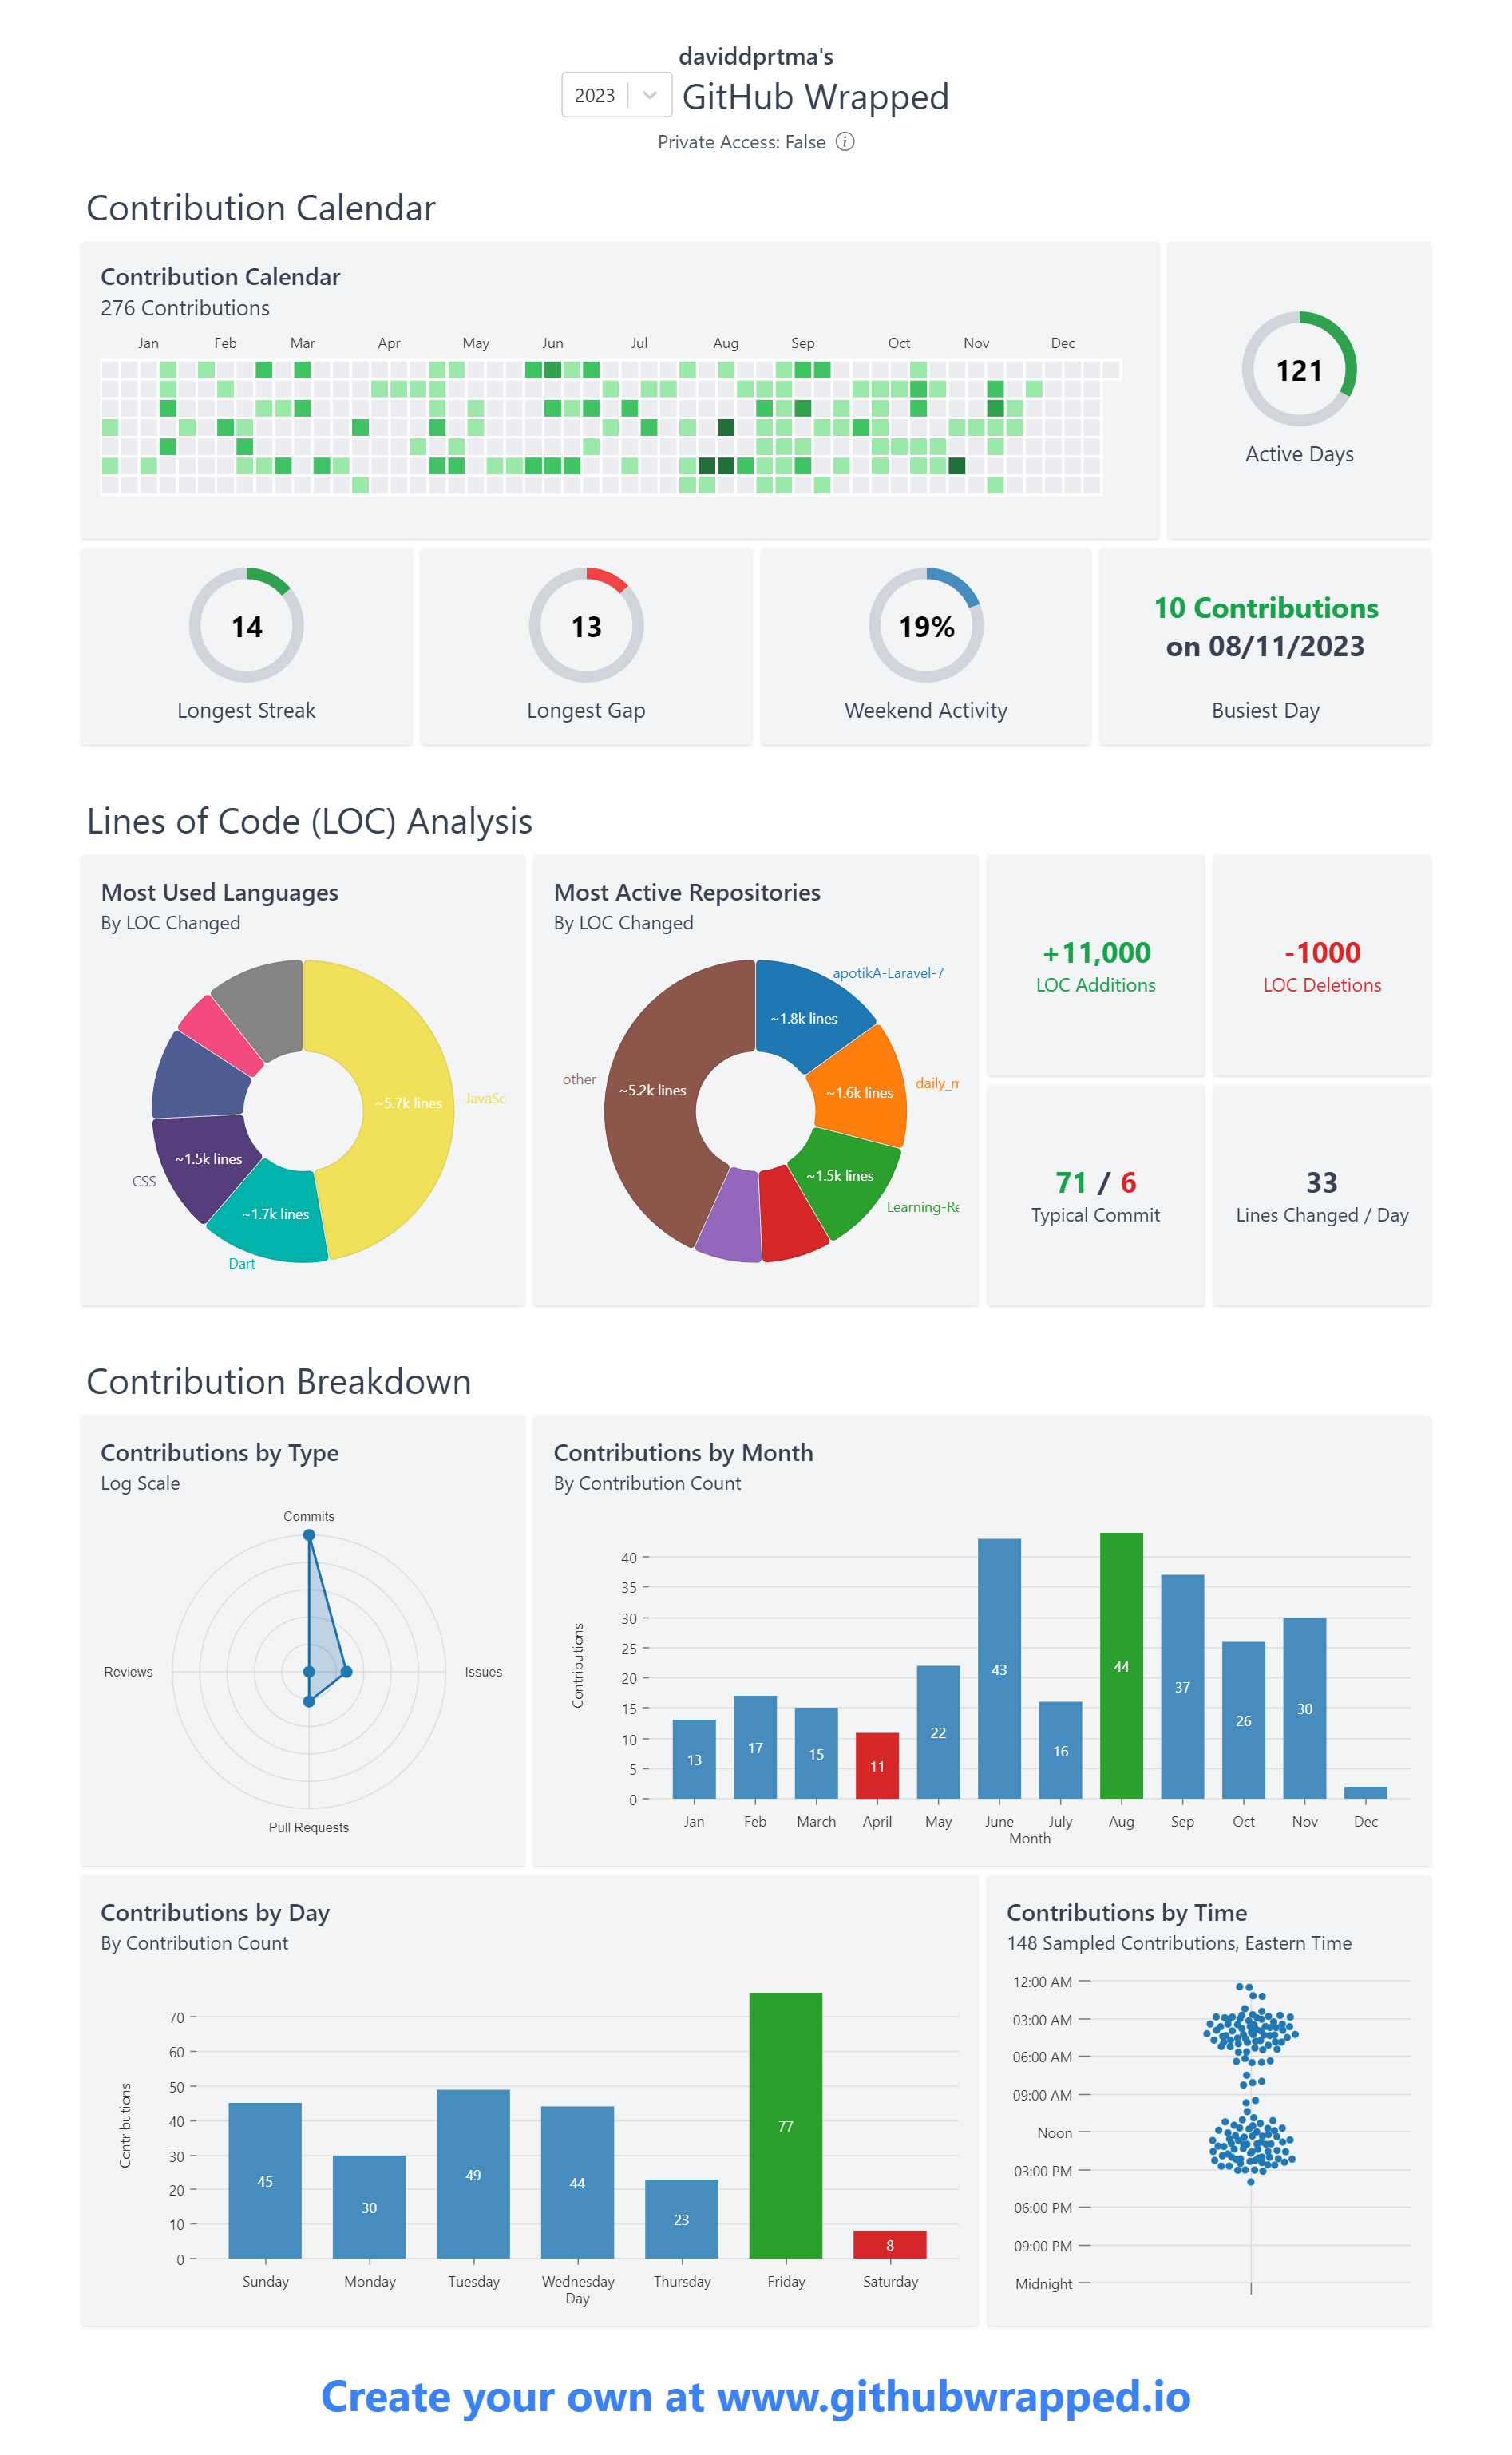 daviddprtma's
2023
GitHub Wrapped
Private Access: False
Contribution Calendar
Contribution Calendar
276 Contributions
Jan Feb Mar Apr May Jun Jul Aug Sep Oct Nov Dec
121
Active Days
14
Longest Streak
13
Longest Gap
19%
Weekend Activity
10 Contributions
on 08/11/2023
Busiest Day
Lines of Code (LOC) Analysis
Most Used Languages
By LOC Changed
~5.7k lines
JavaSc
~1.5k lines
CSS
~1.7k lines
Dart
Most Active Repositories
By LOC Changed
apotikA-Laravel-7
~1.8k lines
other
~5.2k lines
daily_m
~1.6k lines
~1.5k lines
Learning-Re
+11,000
LOC Additions
-1000
LOC Deletions
71 / 6
Typical Commit
33
Lines Changed / Day
Contribution Breakdown
Contributions by Type
Log Scale
Commits
Reviews
Issues
Pull Requests
Contributions by Month
By Contribution Count
Contributions
40
35
30
25
20
15
10
5
0
13 17 15 11 22 43 16 44 37 26 30
Jan Feb March April May June July Aug Sep Oct Nov Dec
Month
Contributions by Day
By Contribution Count
Contributions
70
60
50
40
30
20
10
0
45 30 49 44 23 77 8
Sunday Monday Tuesday Wednesday Thursday Friday Saturday
Day
Contributions by Time
148 Sampled Contributions, Eastern Time
12:00 AM
03:00 AM
06:00 AM
09:00 AM
Noon
03:00 PM
06:00 PM
09:00 PM
Midnight
Create your own at www.githubwrapped.io